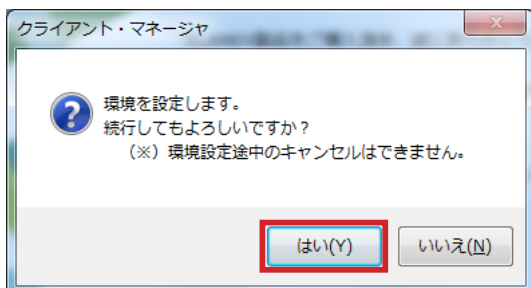 クライアント・マネージャ
環境を設定します。
続行してもよろしいですか?
(※)環境設定途中のキャンセルはできません。
はい(Y)
いいえ(N)